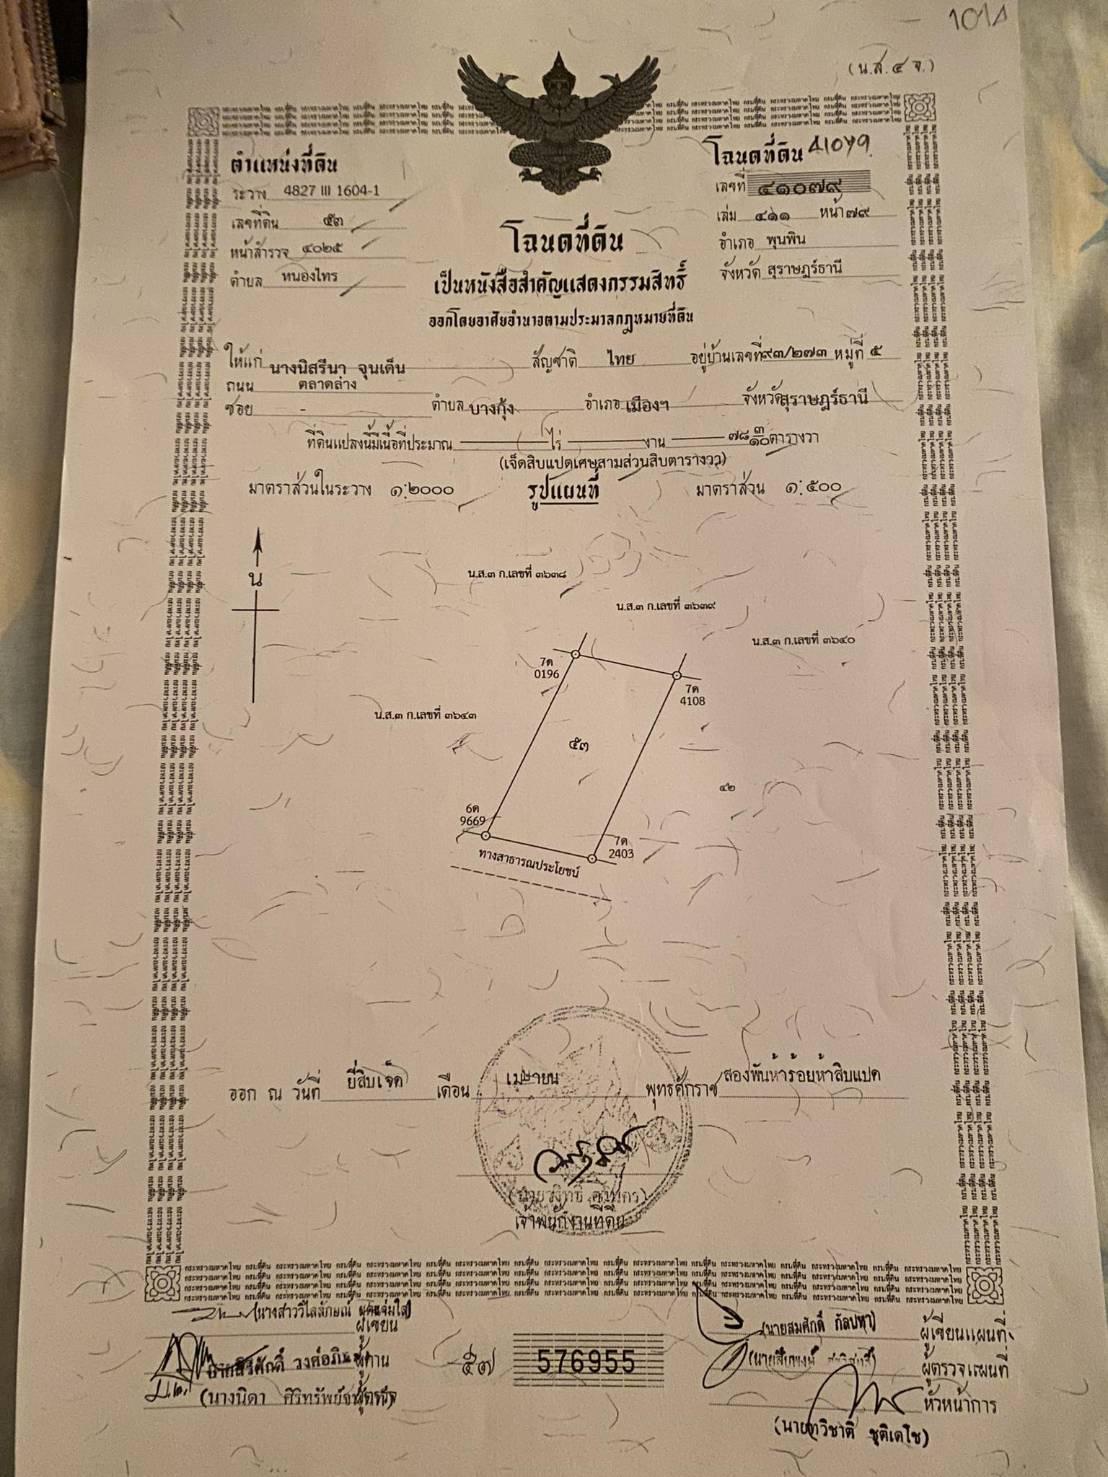 (น.ส.๔ จ.)
ตำแหน่งที่ดิน
ระวาง 4827 III 1604-1
เลขที่ดิน ๕๓
หน้าสำรวจ ๔๐๒๕
ตำบล หนองไทร
โฉนดที่ดิน 41079
เลขที่ ๔๑๐๗๙
เล่ม ๔๑๑ หน้า ๗๙
อำเภอ พุนพิน
จังหวัด สุราษฎร์ธานี
โฉนดที่ดิน
เป็นหนังสือสำคัญแสดงกรรมสิทธิ์
ออกโดยอาศัยอำนาจตามประมวลกฎหมายที่ดิน
ให้แก่ นางนิสรีนา จุนเด็น สัญชาติ ไทย อยู่บ้านเลขที่ ๙๓/๒๗๓ หมู่ที่ ๕
ถนน ตลาดล่าง
ซอย - ตำบล บางกุ้ง อำเภอ เมืองฯ จังหวัด สุราษฎร์ธานี
ที่ดินแปลงนี้มีเนื้อที่ประมาณ ไร่ งาน ๗๘ ๓/๑๐ ตารางวา
(เจ็ดสิบแปดเศษสามส่วนสิบตารางวา)
มาตราส่วนในระวาง ๑:๒๐๐๐ รูปแผนที่ มาตราส่วน ๑:๕๐๐
น
น.ส.๓ ก.เลขที่ ๓๖๓๘
น.ส.๓ ก.เลขที่ ๓๖๓๙
น.ส.๓ ก.เลขที่ ๓๖๔๐
7ด
0196
7ด
4108
น.ส.๓ ก.เลขที่ ๓๖๔๓
๕๓
๔๒
6ด
9669
7ด
2403
ทางสาธารณประโยชน์
ออก ณ วันที่ ยี่สิบเจ็ด เดือน เมษายน พุทธศักราช สองพันห้าร้อยห้าสิบแปด
เจ้าพนักงานที่ดิน
ผู้เขียน
ผู้ทาน
(นางนิดา
๕๗ 576955
(นายสมศักดิ์ กัลปหา) ผู้เขียนแผนที่
ผู้ตรวจแผนที่
หัวหน้าการ
(นายทวิชาติ ชูติเดโช)